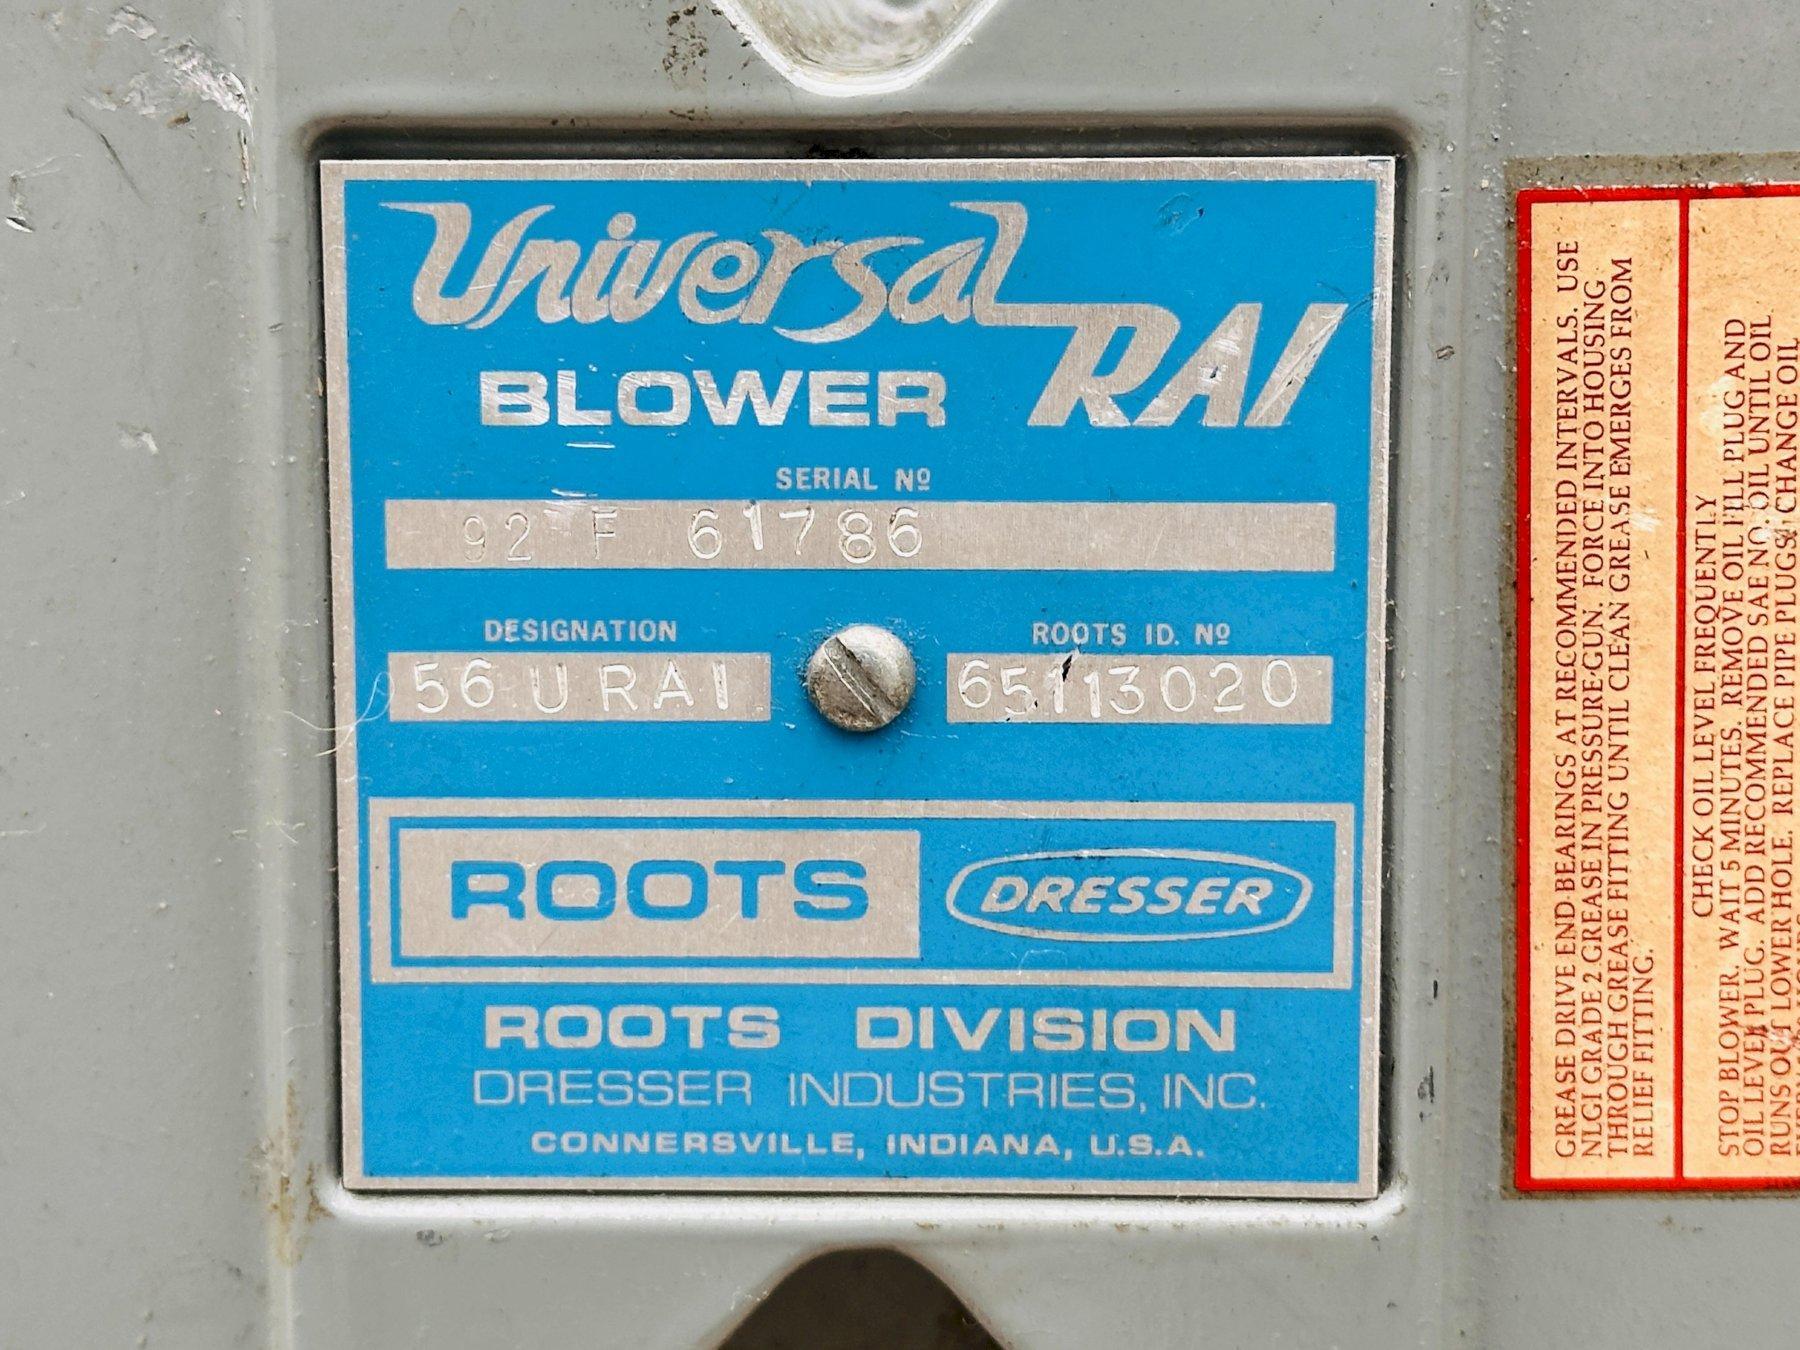 Universal
RAI
BLOWER
SERIAL Nº
92 F 61786
DESIGNATION
56 U RAI
ROOTS ID. Nº
65113020
ROOTS
DRESSER
ROOTS DIVISION
DRESSER INDUSTRIES, INC.
CONNERSVILLE, INDIANA, U.S.A.
GREASE DRIVE END BEARINGS AT RECOMMENDED INTERVALS. USE
NLGI GRADE 2 GREASE IN PRESSURE GUN. FORCE INTO HOUSING
THROUGH GREASE FITTING UNTIL CLEAN GREASE EMERGES FROM
RELIEF FITTING.
CHECK OIL LEVEL FREQUENTLY
STOP BLOWER. WAIT 5 MINUTES. REMOVE OIL FILL PLUG AND
OIL LEVEL PLUG. ADD RECOMMENDED SAE NO. OIL UNTIL OIL
RUNS OUT LOWER HOLE. REPLACE PIPE PLUGS. CHANGE OIL